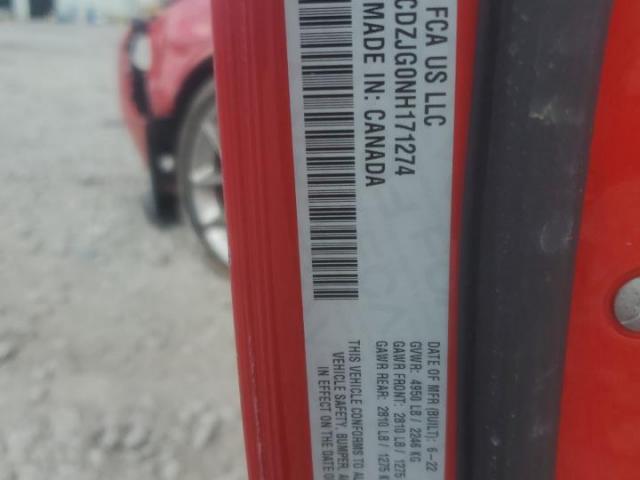 FCA US LLC
CDZJG0NH171274
MADE IN: CANADA
DATE OF MFR (BUILT): 6-22
GVWR: 4950 LB / 2246 KG
GAWR FRONT: 2810 LB / 1275
GAWR REAR: 2810 LB / 1275 K
THIS VEHICLE CONFORMS TO AL
VEHICLE SAFETY, BUMPER, A
IN EFFECT ON THE DATE O